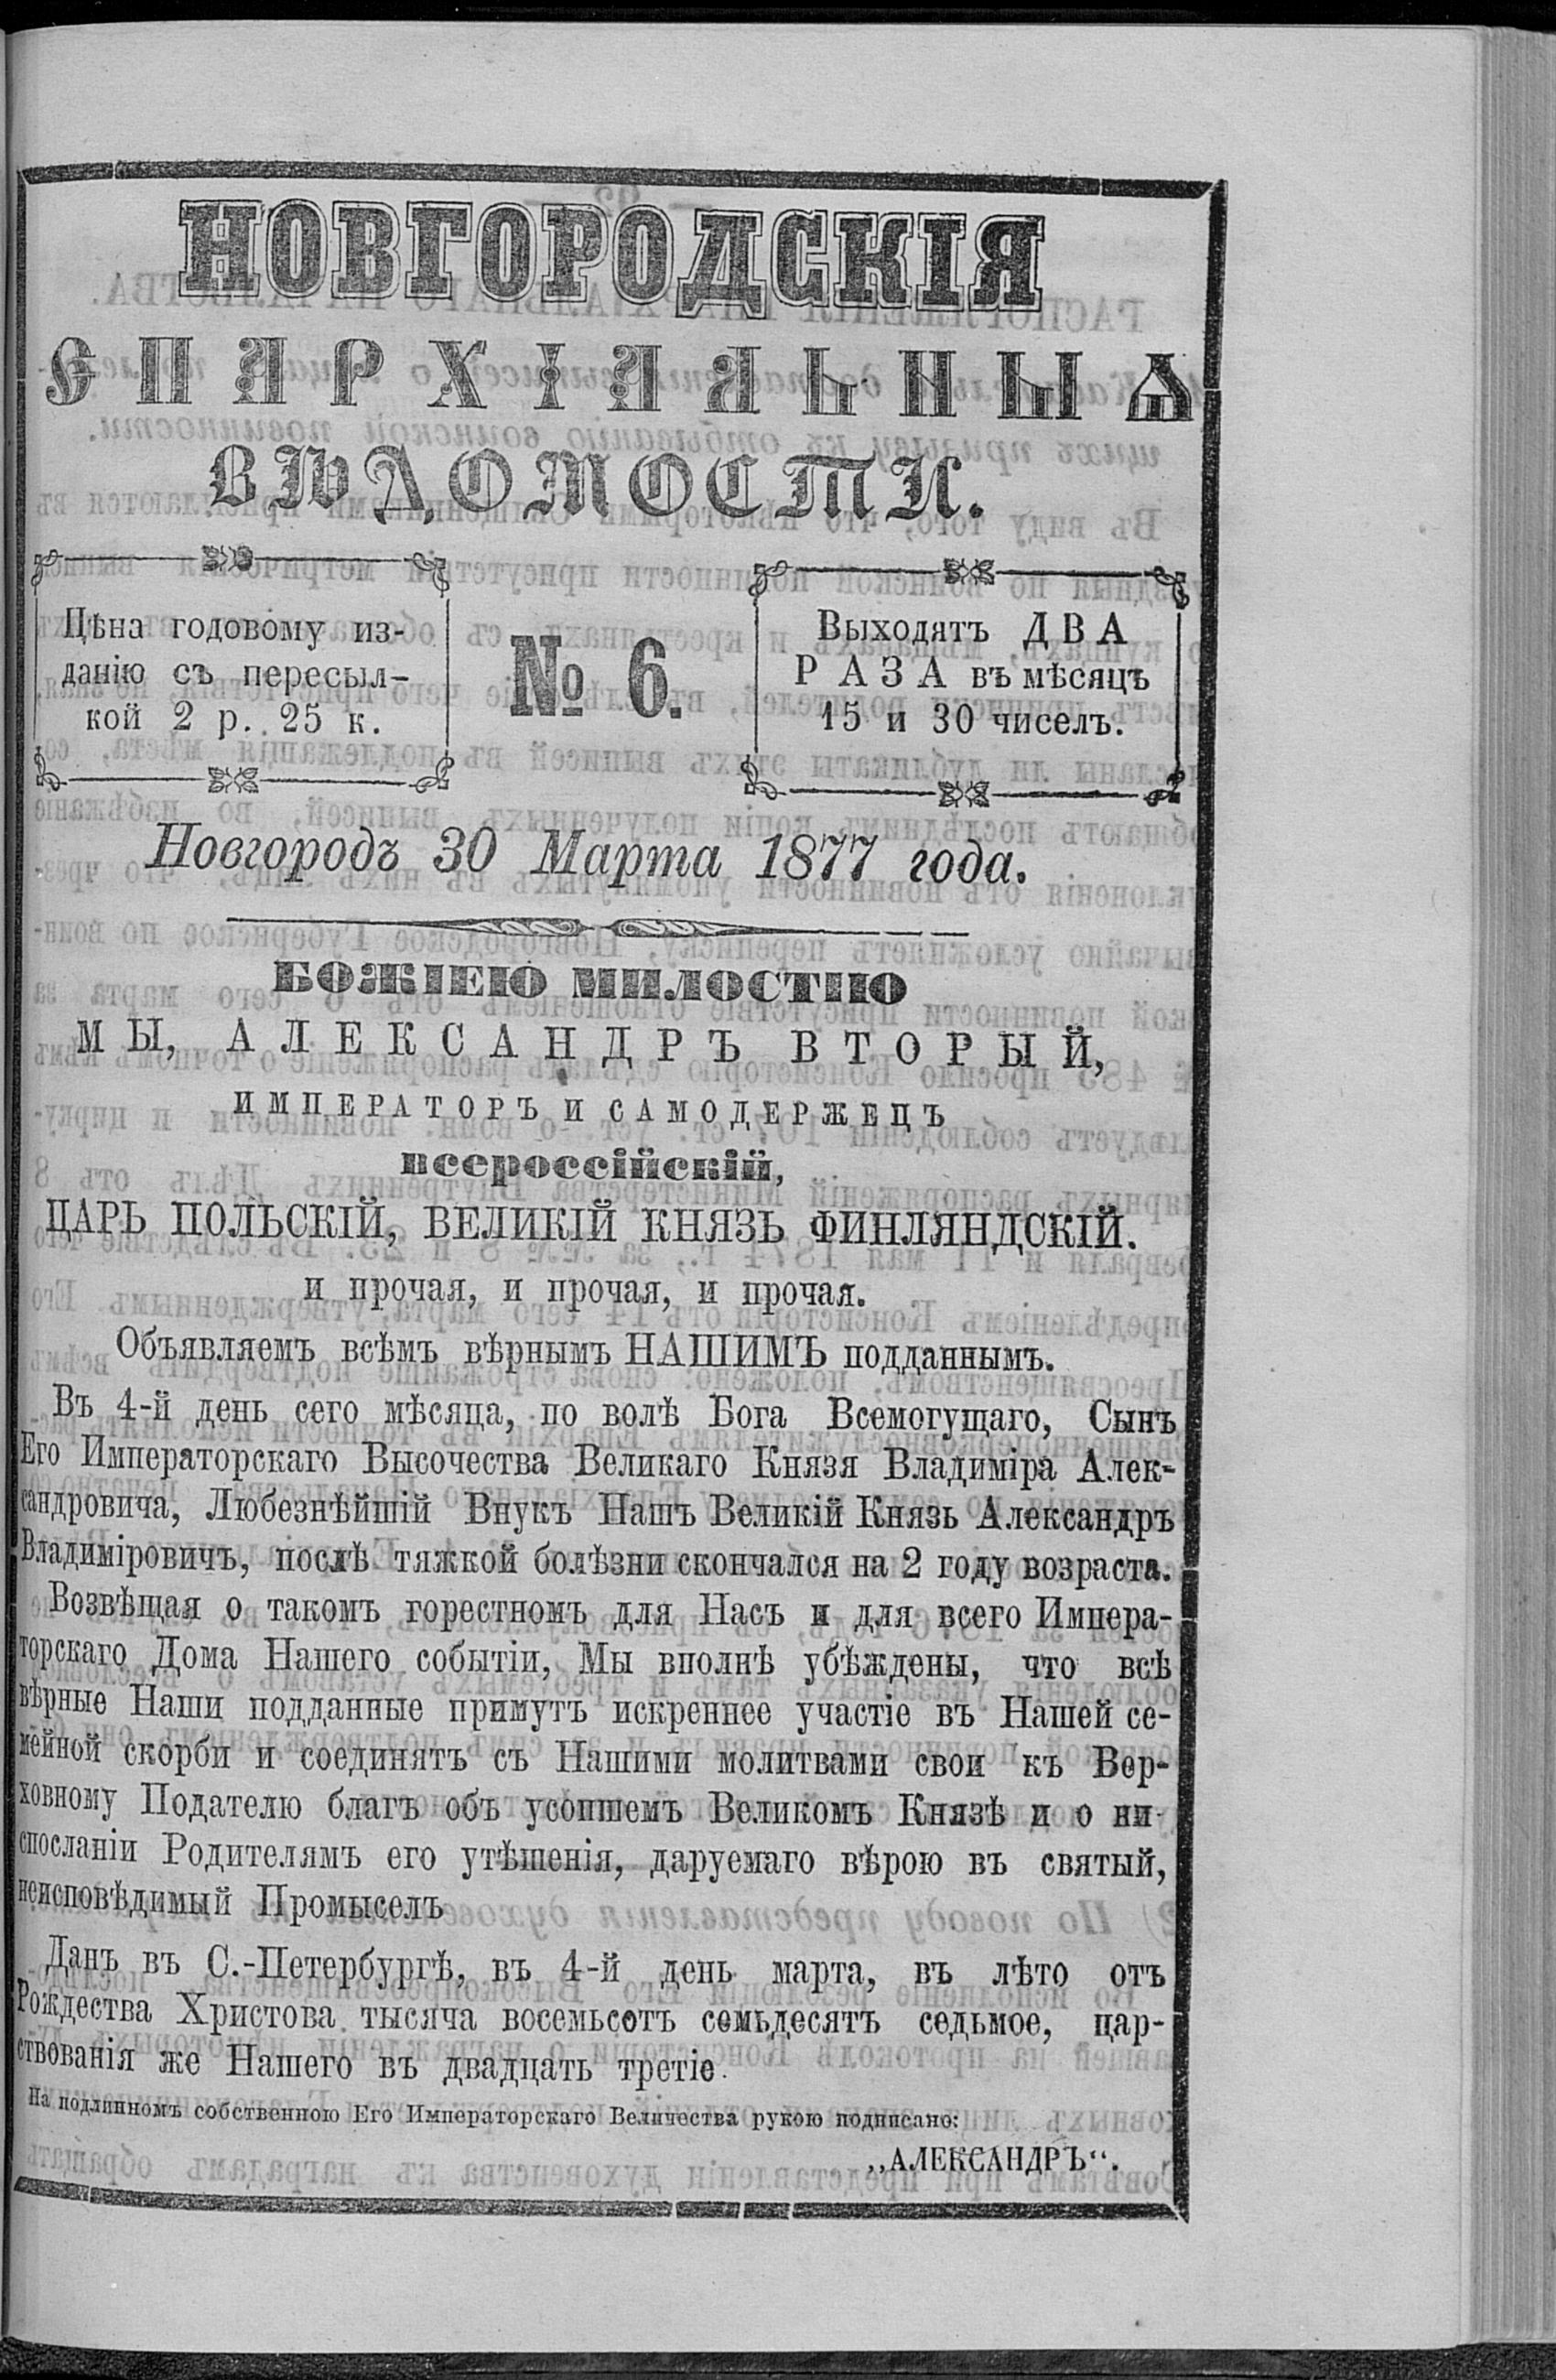 НОВГОРОДСКІЯ
ЄПАРХІАЛЬНЫѦ
ВѢДОМОСТИ.
Цѣна годовому из-
данію съ пересыл-
кой 2 р. 25 к.
№ 6.
Выходятъ ДВА
РАЗА въ мѣсяцъ
15 и 30 чиселъ.
Новгородъ 30 Марта 1877 года.
БОЖІЕЮ МИЛОСТІЮ
МЫ, АЛЕКСАНДРЪ ВТОРЫЙ,
ИМПЕРАТОРЪ И САМОДЕРЖЕЦЪ
ВСЕРОССІЙСКІЙ,
ЦАРЬ ПОЛЬСКІЙ, ВЕЛИКІЙ КНЯЗЬ ФИНЛЯНДСКІЙ.
и прочая, и прочая, и прочая.
Объявляемъ всѣмъ вѣрнымъ НАШИМЪ подданнымъ.
Въ 4-й день сего мѣсяца, по волѣ Бога Всемогущаго, Сынъ
Его Императорскаго Высочества Великаго Князя Владиміра Алек-
сандровича, Любезнѣйшій Внукъ Нашъ Великій Князь Александръ
Владиміровичъ, послѣ тяжкой болѣзни скончался на 2 году возраста.
Возвѣщая о такомъ горестномъ для Насъ и для всего Импера-
торскаго Дома Нашего событіи, Мы вполнѣ убѣждены, что всѣ
вѣрные Наши подданные примутъ искреннее участіе въ Нашей се-
мейной скорби и соединятъ съ Нашими молитвами свои къ Вер-
ховному Подателю благъ объ усопшемъ Великомъ Князѣ и о ни-
спосланіи Родителямъ его утѣшенія, даруемаго вѣрою въ святый,
неисповѣдимый Промыселъ
Данъ въ С.-Петербургѣ, въ 4-й день марта, въ лѣто отъ
Рождества Христова тысяча восемьсотъ семьдесятъ седьмое, цар-
ствованія же Нашего въ двадцать третіе.
На подлинномъ собственною Его Императорскаго Величества рукою подписано:
„АЛЕКСАНДРЪ“.